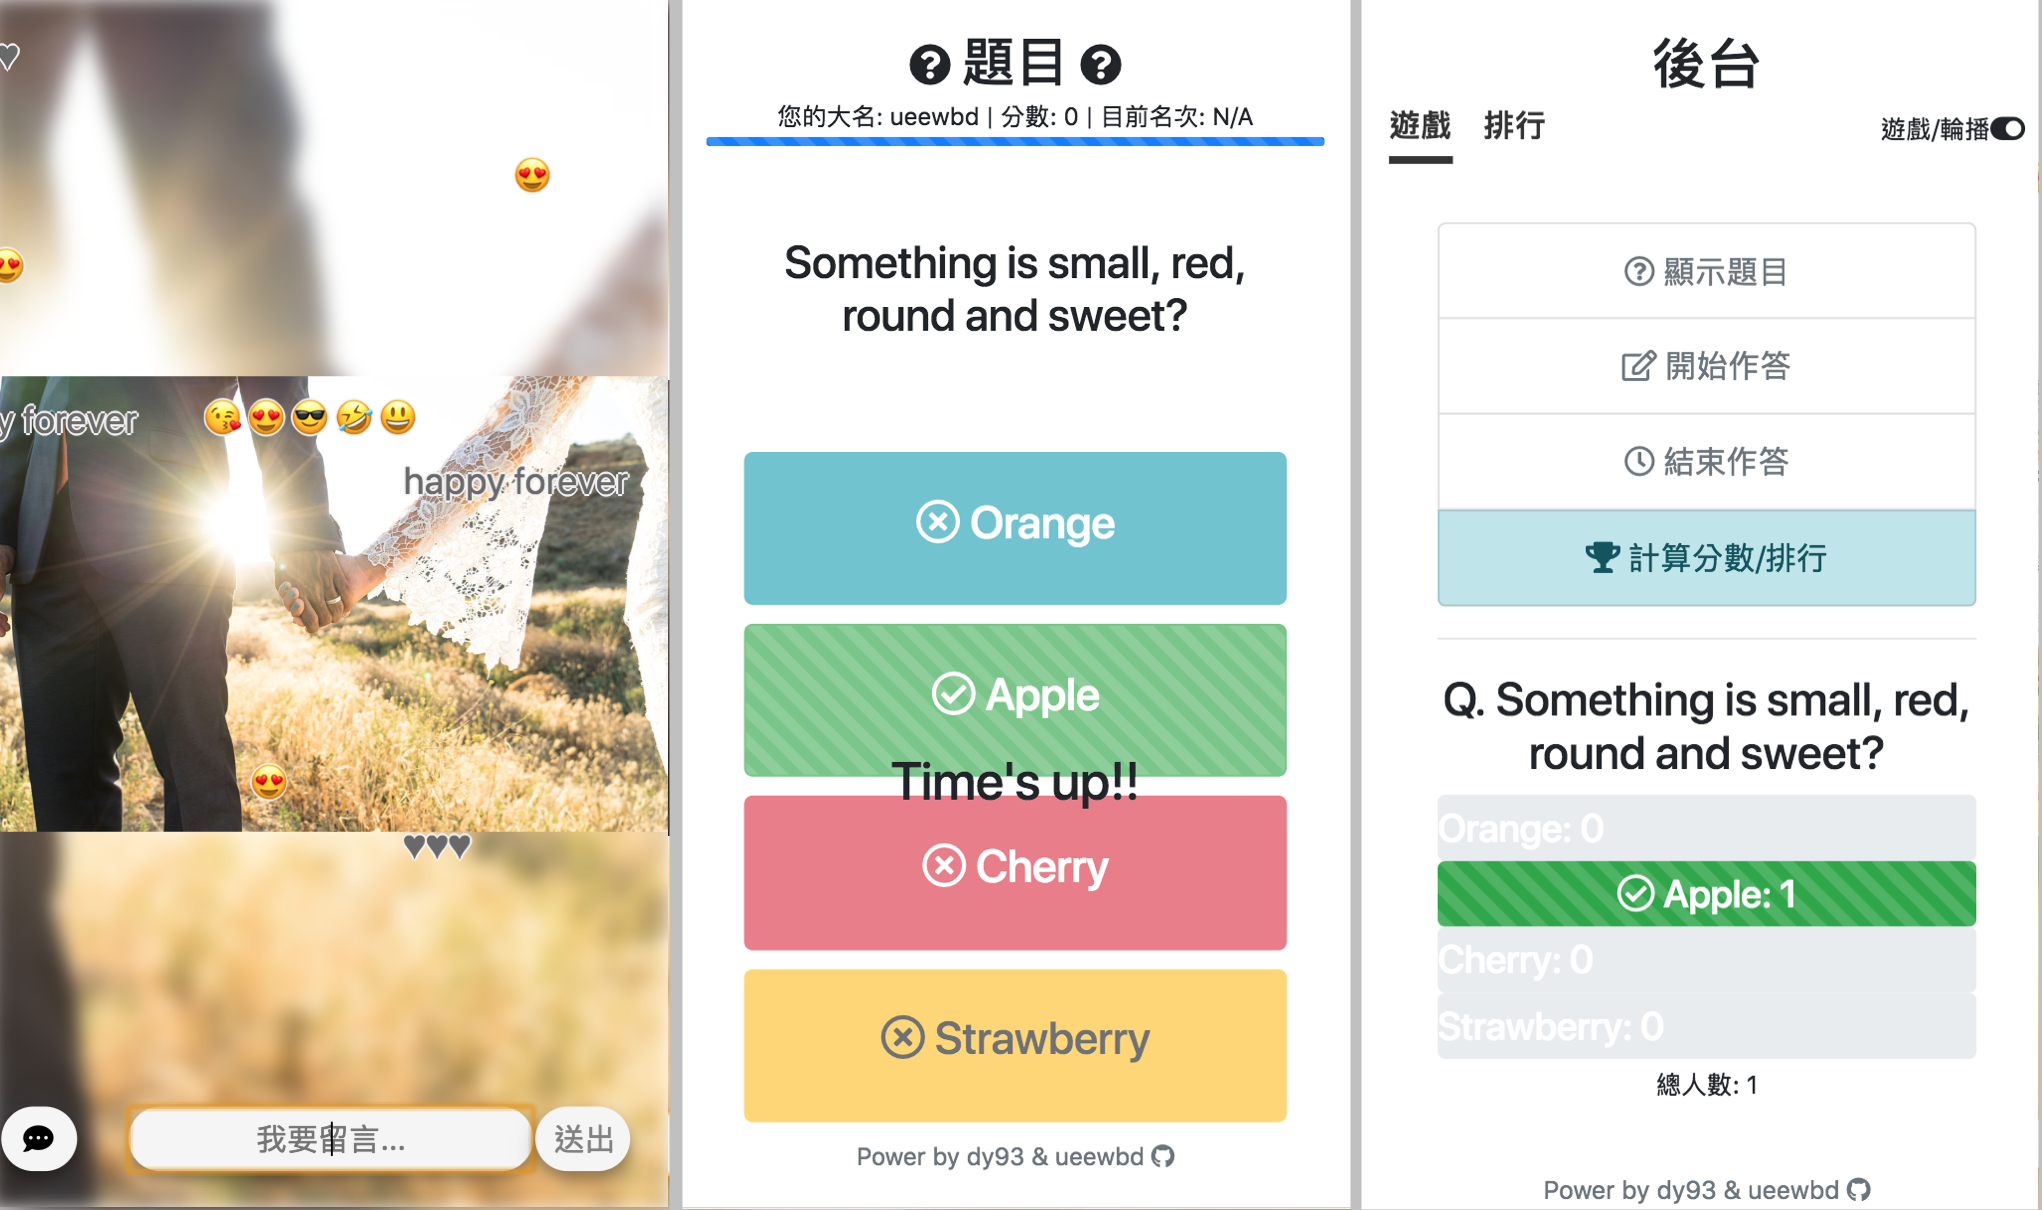 ♥
y forever
😘😍😎🤣😃
happy forever
♥♥♥
我要留言...
送出
題目
您的大名: ueewbd | 分數: 0 | 目前名次: N/A
Something is small, red,
round and sweet?
Orange
Apple
Time's up!!
Cherry
Strawberry
Power by dy93 & ueewbd
後台
遊戲 排行 遊戲/輪播
顯示題目
開始作答
結束作答
計算分數/排行
Q. Something is small, red,
round and sweet?
Orange: 0
Apple: 1
Cherry: 0
Strawberry: 0
總人數: 1
Power by dy93 & ueewbd